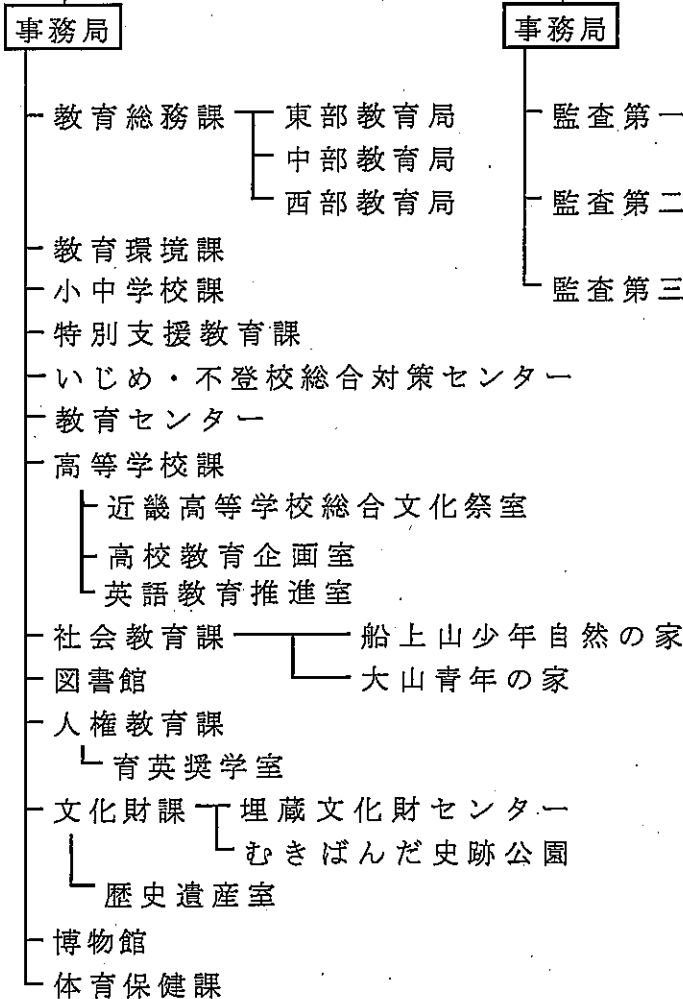 事務局
教育総務課 東部教育局
中部教育局
西部教育局
教育環境課
小中学校課
特別支援教育課
いじめ・不登校総合対策センター
教育センター
高等学校課
近畿高等学校総合文化祭室
高校教育企画室
英語教育推進室
社会教育課 船上山少年自然の家
大山青年の家
図書館
人権教育課
育英奨学室
文化財課 埋蔵文化財センター
むきばんだ史跡公園
歴史遺産室
博物館
体育保健課
事務局
監査第一
監査第二
監査第三